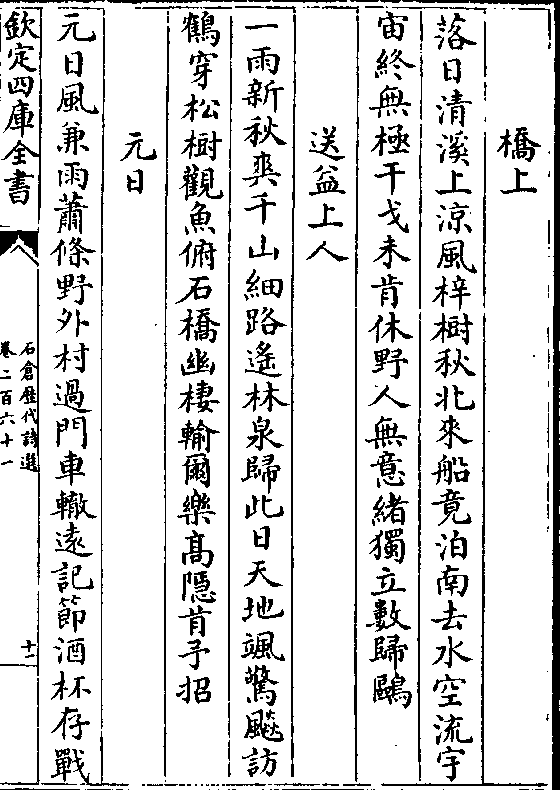 橋上
落日清溪上涼風梓樹秋北來船竟泊南去水空流宇
宙終無極干戈未肯休野人無意緒獨立數歸鷗
送益上人
一雨新秋爽千山細路遙林泉歸此日天地颯驚飈訪
鶴穿松樹觀魚俯石橋幽棲輸爾樂髙隠肯予招
元日
元日風兼雨蕭條野外村過門車轍遠記節酒杯存戰
欽定四庫全書
石倉歷代詩選
卷二百六十一
十二